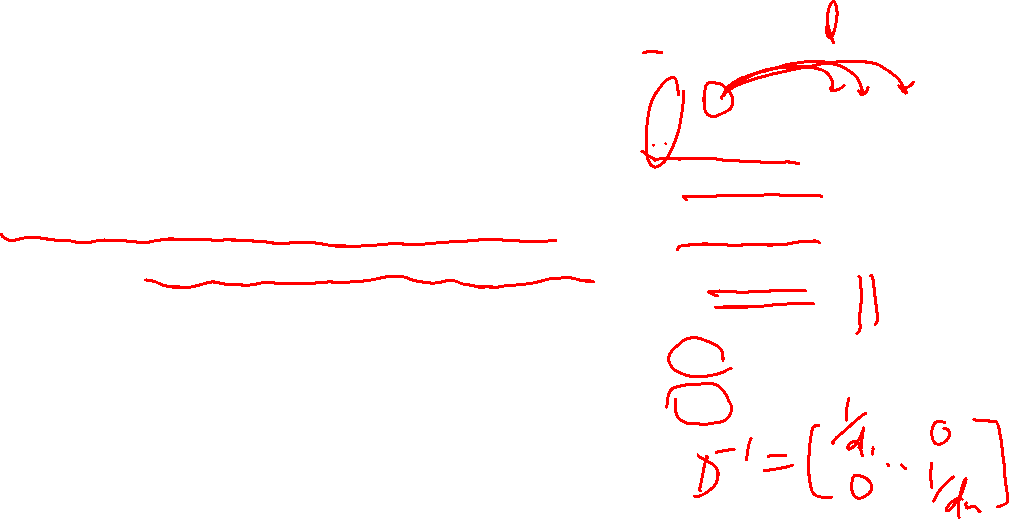 l
D⁻¹ = [ 1/d₁ 0
0 ⋱ 1/dₙ ]